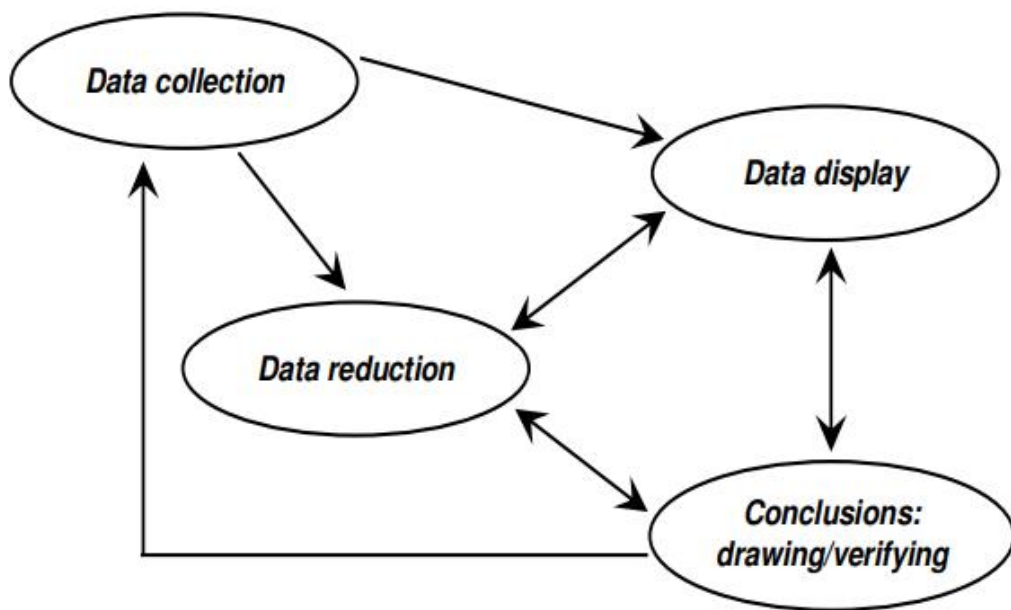 Data collection
Data display
Data reduction
Conclusions:
drawing/verifying